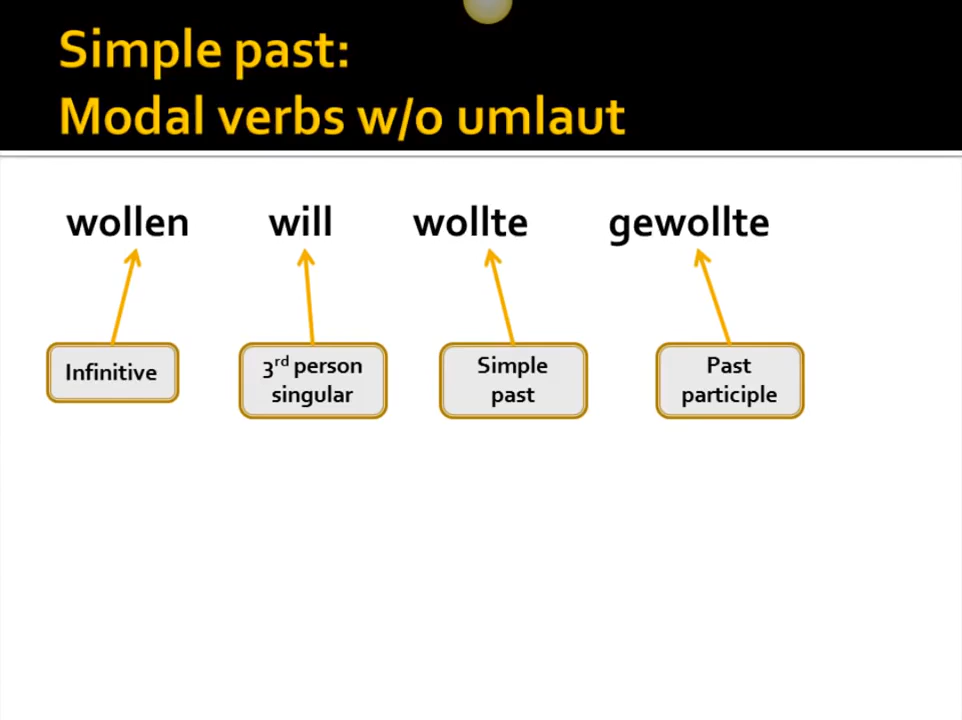 Simple past:
Modal verbs w/o umlaut
wollen will wollte gewollte
Infinitive
3rd person
singular
Simple
past
Past
participle